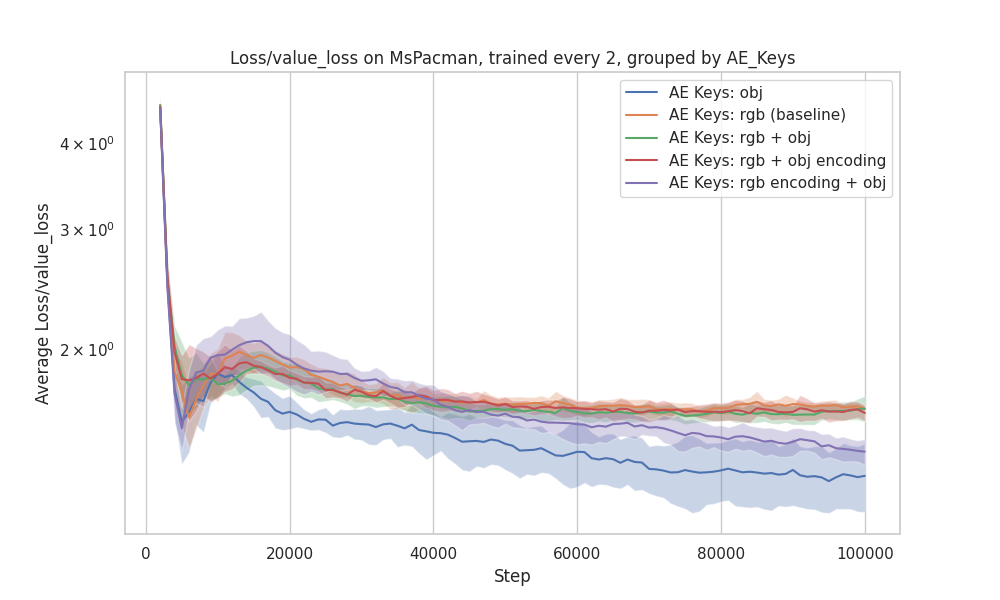 Loss/value_loss on MsPacman, trained every 2, grouped by AE_Keys
AE Keys: obj
AE Keys: rgb (baseline)
AE Keys: rgb + obj
AE Keys: rgb + obj encoding
AE Keys: rgb encoding + obj
4 × 10⁰
3 × 10⁰
2 × 10⁰
Average Loss/value_loss
0 20000 40000 60000 80000 100000
Step